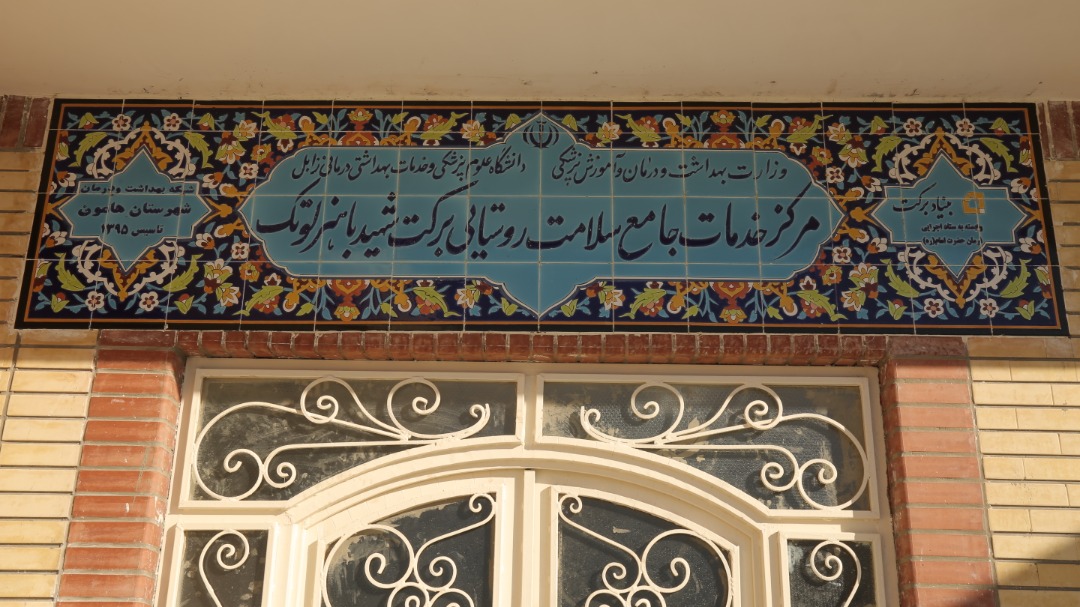 بنیاد برکت
وابسته به ستاد اجرایی
فرمان حضرت امام(ره)
وزارت بهداشت و درمان و آموزش پزشکی دانشگاه علوم پزشکی و خدمات بهداشتی درمانی زابل
مرکز خدمات جامع سلامت روستایی برکت شهید باهنر لوتک
شبکه بهداشت و درمان
شهرستان هامون
تاسیس ۱۳۹۵